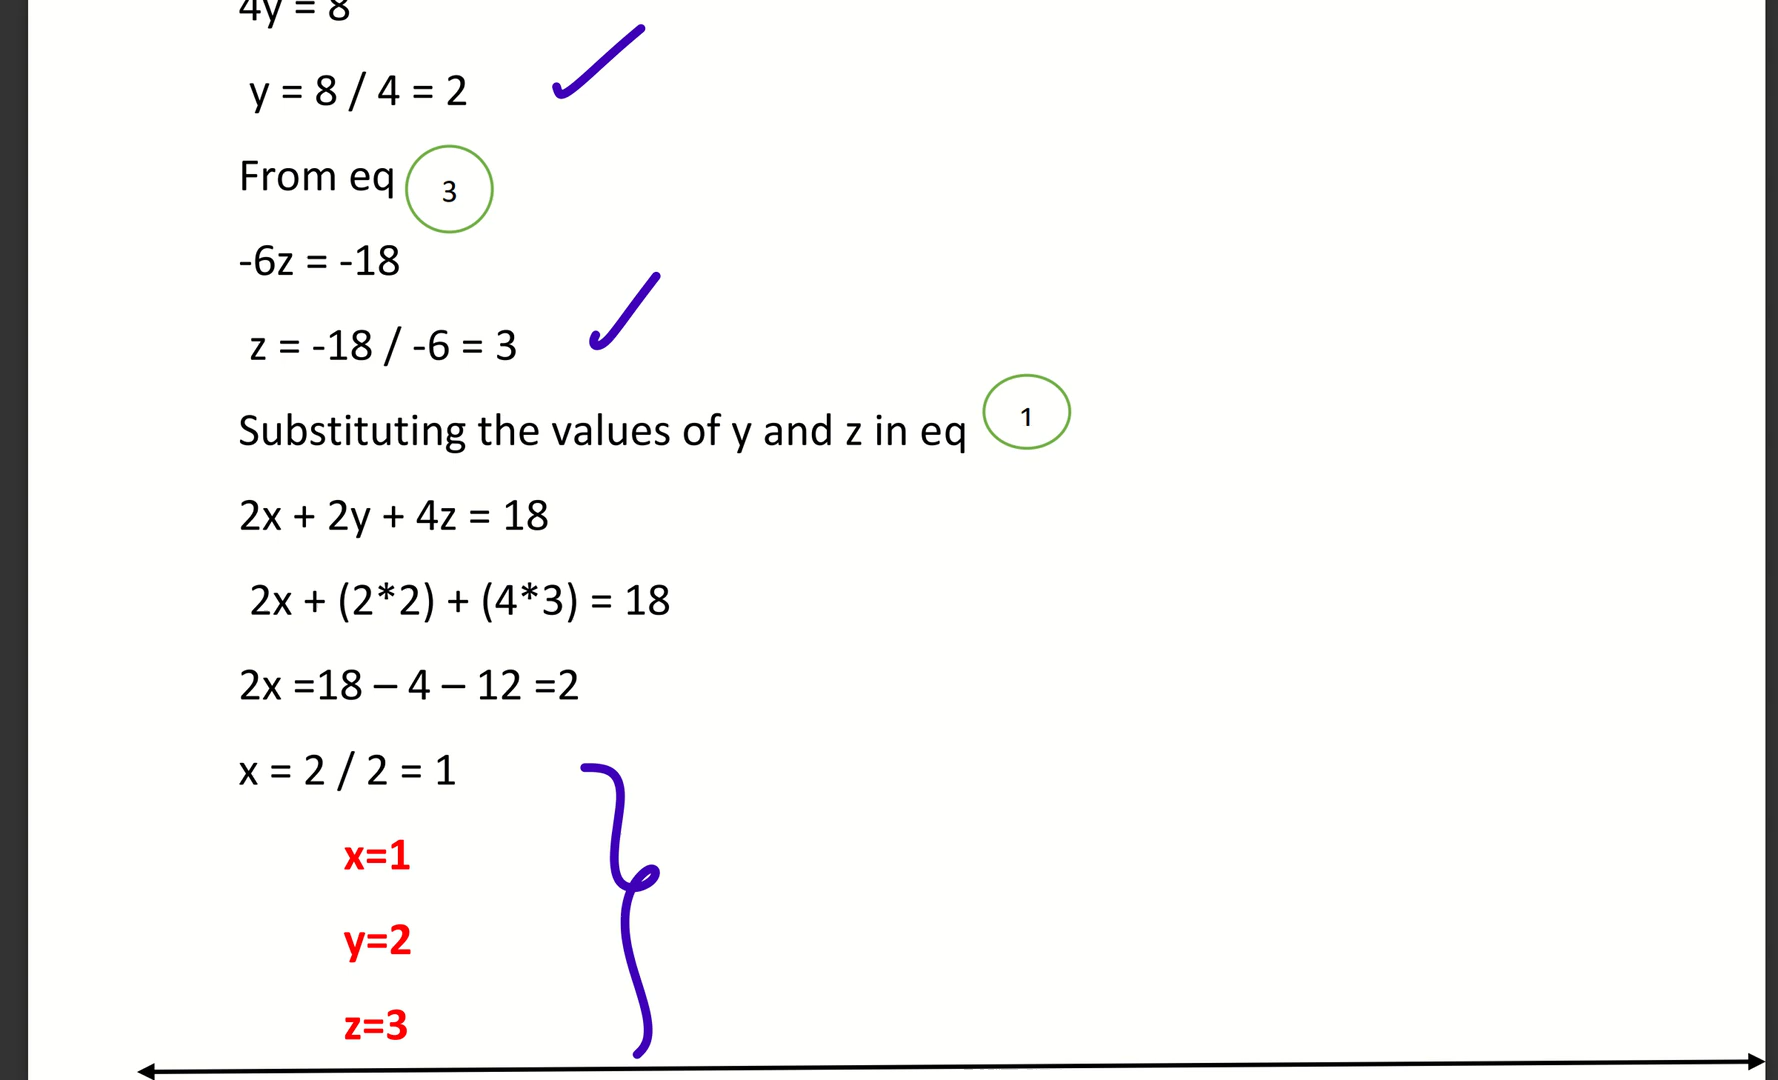 4y = 8
y = 8 / 4 = 2
From eq 3
-6z = -18
z = -18 / -6 = 3
Substituting the values of y and z in eq 1
2x + 2y + 4z = 18
2x + (2*2) + (4*3) = 18
2x =18 – 4 – 12 =2
x = 2 / 2 = 1
x=1
y=2
z=3